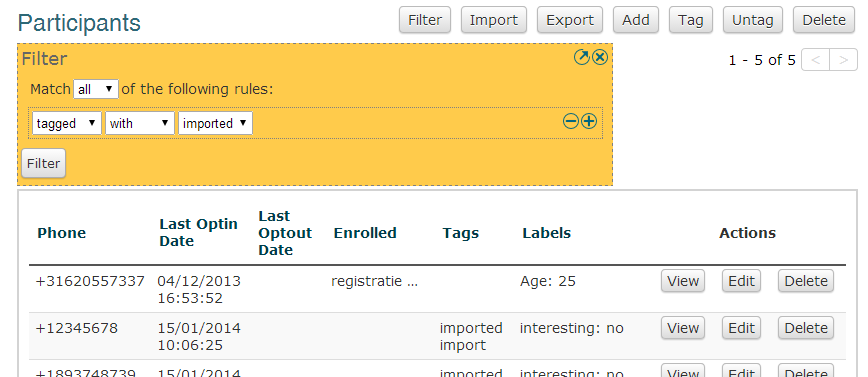 Participants Filter Import Export Add Tag Untag Delete
Filter
1 - 5 of 5 < >
Match all of the following rules:
tagged with imported
Filter
Phone Last Optin Date Last Optout Date Enrolled Tags Labels Actions
+31620557337 04/12/2013 registratie ... Age: 25 View Edit Delete
16:53:52
+12345678 15/01/2014 imported interesting: no View Edit Delete
10:06:25 import
+1893748739 15/01/2014 imported interesting: no View Edit Delete